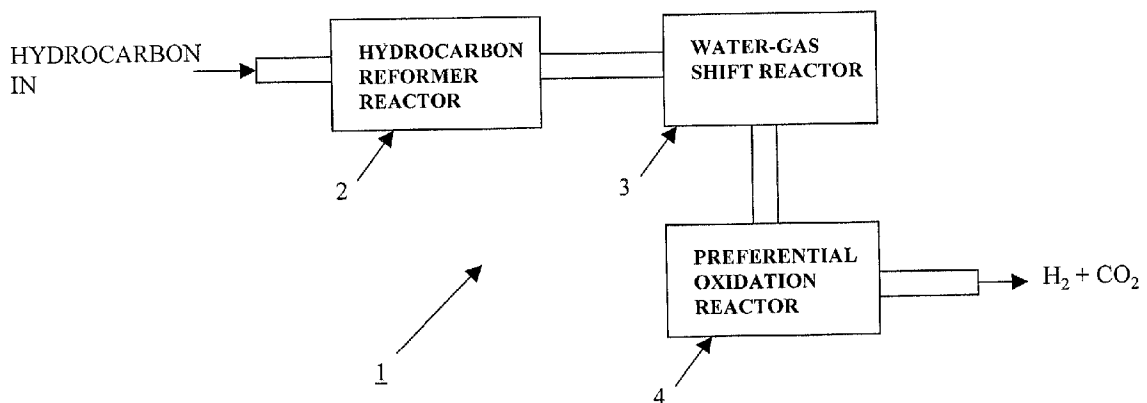 HYDROCARBON
IN
HYDROCARBON
REFORMER
REACTOR
WATER-GAS
SHIFT REACTOR
2
3
PREFERENTIAL
OXIDATION
REACTOR
H₂ + CO₂
1
4